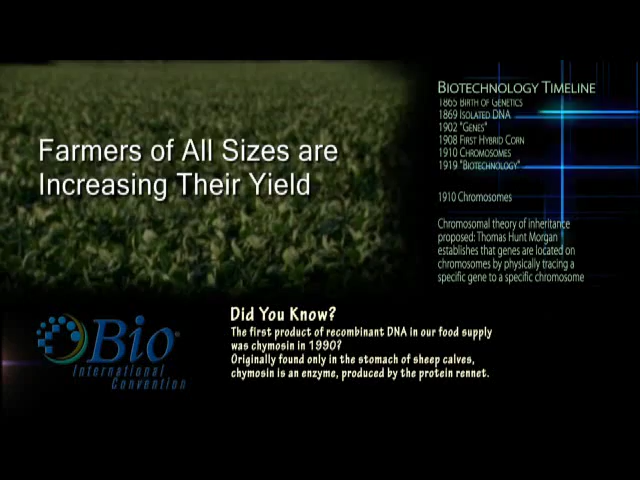 Farmers of All Sizes are
Increasing Their Yield
BIOTECHNOLOGY TIMELINE
1865 BIRTH OF GENETICS
1869 ISOLATED DNA
1902 "GENES"
1908 FIRST HYBRID CORN
1910 CHROMOSOMES
1919 "BIOTECHNOLOGY"
1910 Chromosomes
Chromosomal theory of inheritance
proposed: Thomas Hunt Morgan
establishes that genes are located on
chromosomes by physically tracing a
specific gene to a specific chromosome
Bio
International
Convention
Did You Know?
The first product of recombinant DNA in our food supply
was chymosin in 1990?
Originally found only in the stomach of sheep calves,
chymosin is an enzyme, produced by the protein rennet.